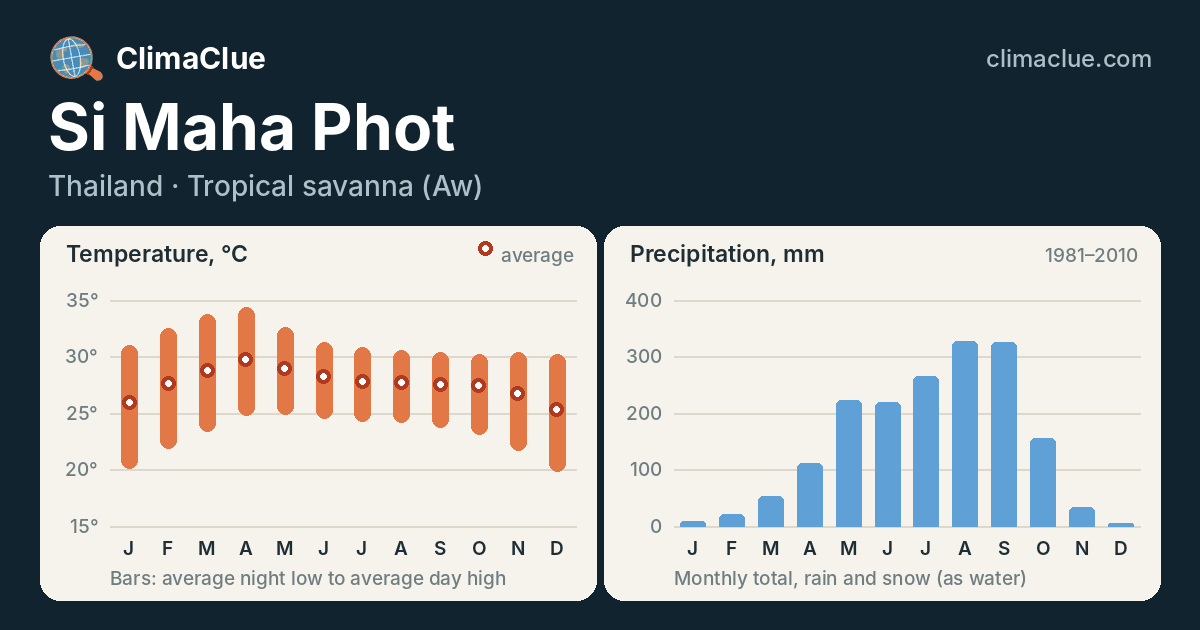 ClimaClue
climaclue.com
Si Maha Phot
Thailand · Tropical savanna (Aw)
Temperature, °C
average
35°
30°
25°
20°
15°
J F M A M J J A S O N D
Bars: average night low to average day high
Precipitation, mm
1981–2010
400
300
200
100
0
J F M A M J J A S O N D
Monthly total, rain and snow (as water)